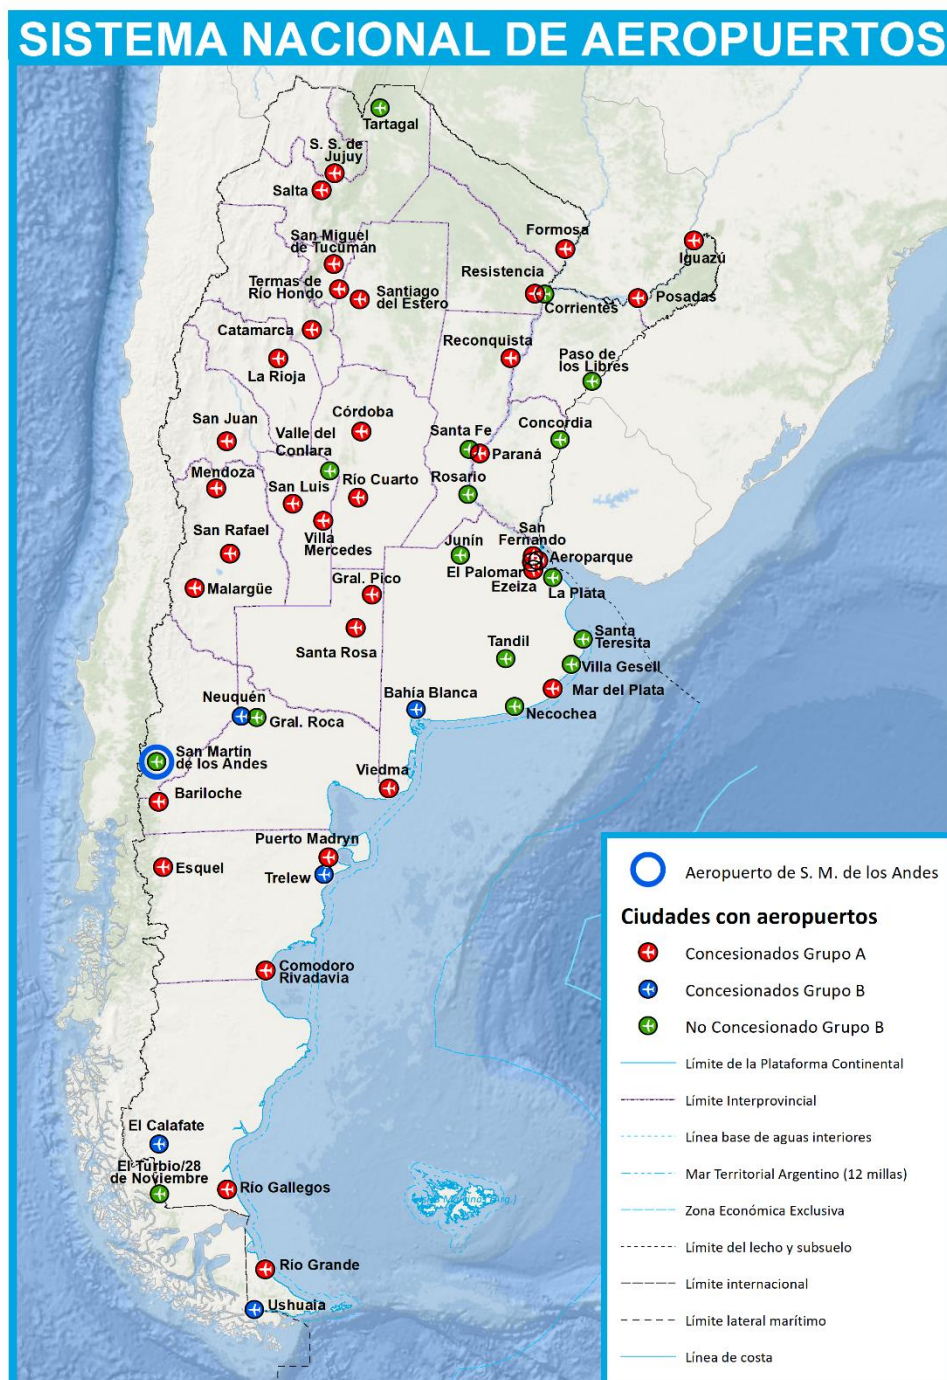 SISTEMA NACIONAL DE AEROPUERTOS
Tartagal
S. S. de
Jujuy
Salta
San Miguel
de Tucumán
Termas de
Río Hondo
Santiago
del Estero
Catamarca
La Rioja
Formosa
Iguazú
Resistencia
Corrientes
Posadas
Reconquista
Paso de
los Libres
San Juan
Córdoba
Valle del
Conlara
Santa Fe
Concordia
Paraná
Mendoza
San Luis
Río Cuarto
Rosario
San Rafael
Villa
Mercedes
Junín
San
Fernando
Aeroparque
El Palomar
Ezeiza
La Plata
Malargüe
Gral. Pico
Santa Rosa
Tandil
Santa
Teresita
Villa Gesell
Mar del Plata
Necochea
Neuquén
Gral. Roca
Bahía Blanca
San Martín
de los Andes
Bariloche
Viedma
Puerto Madryn
Esquel
Trelew
Comodoro
Rivadavia
El Calafate
El Turbio/28
de Noviembre
Río Gallegos
Río Grande
Ushuaia
Aeropuerto de S. M. de los Andes
Ciudades con aeropuertos
Concesionados Grupo A
Concesionados Grupo B
No Concesionado Grupo B
Límite de la Plataforma Continental
Límite Interprovincial
Línea base de aguas interiores
Mar Territorial Argentino (12 millas)
Zona Económica Exclusiva
Límite del lecho y subsuelo
Límite internacional
Límite lateral marítimo
Línea de costa